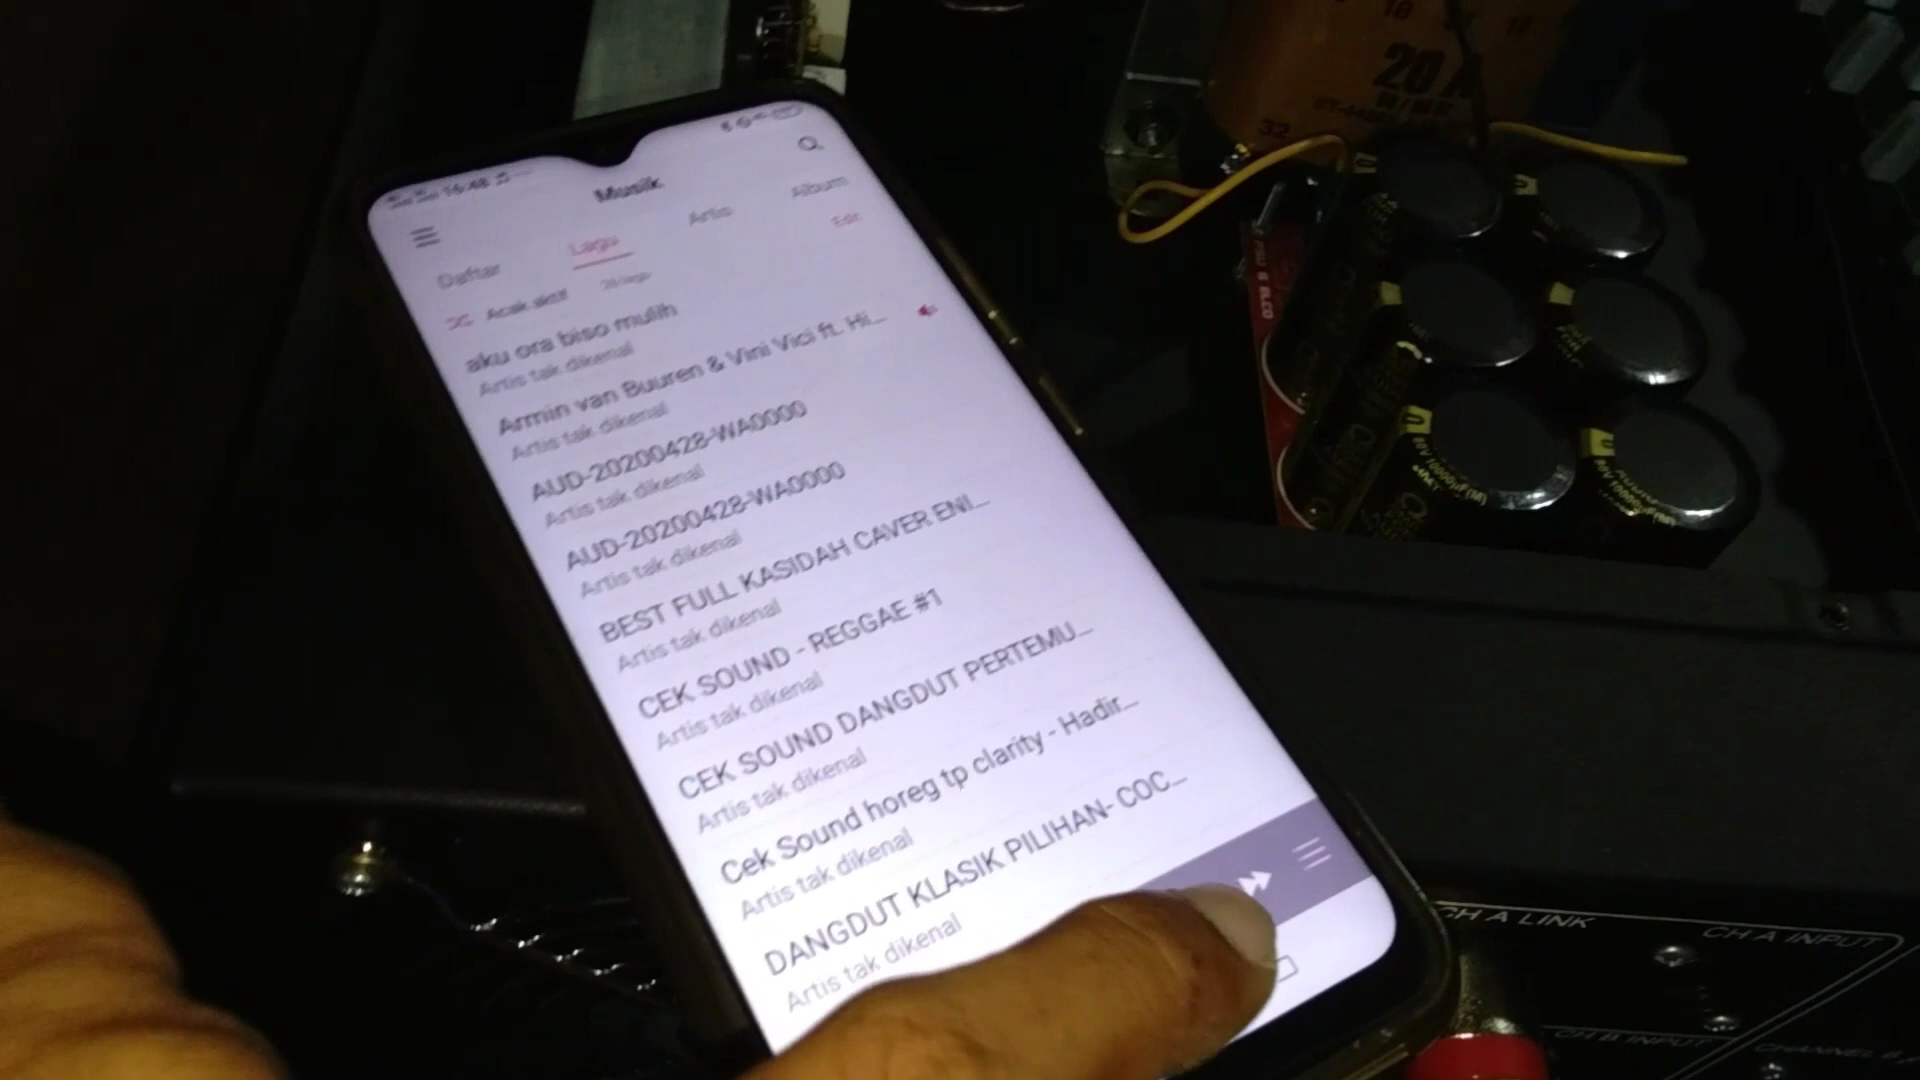 16:48
Musik
Daftar
Lagu
Artis
Album
Edit
Acak aktif
aku ora biso mulih
Artis tak dikenal
Armin van Buuren & Vini Vici ft. Hi...
Artis tak dikenal
AUD-20200428-WA0000
Artis tak dikenal
AUD-20200428-WA0000
Artis tak dikenal
BEST FULL KASIDAH CAVER ENI...
Artis tak dikenal
CEK SOUND - REGGAE #1
Artis tak dikenal
CEK SOUND DANGDUT PERTEMU...
Artis tak dikenal
Cek Sound horeg tp clarity - Hadir...
Artis tak dikenal
DANGDUT KLASIK PILIHAN- COC...
Artis tak dikenal
20A
32
CH A LINK
CH A INPUT
CH B INPUT